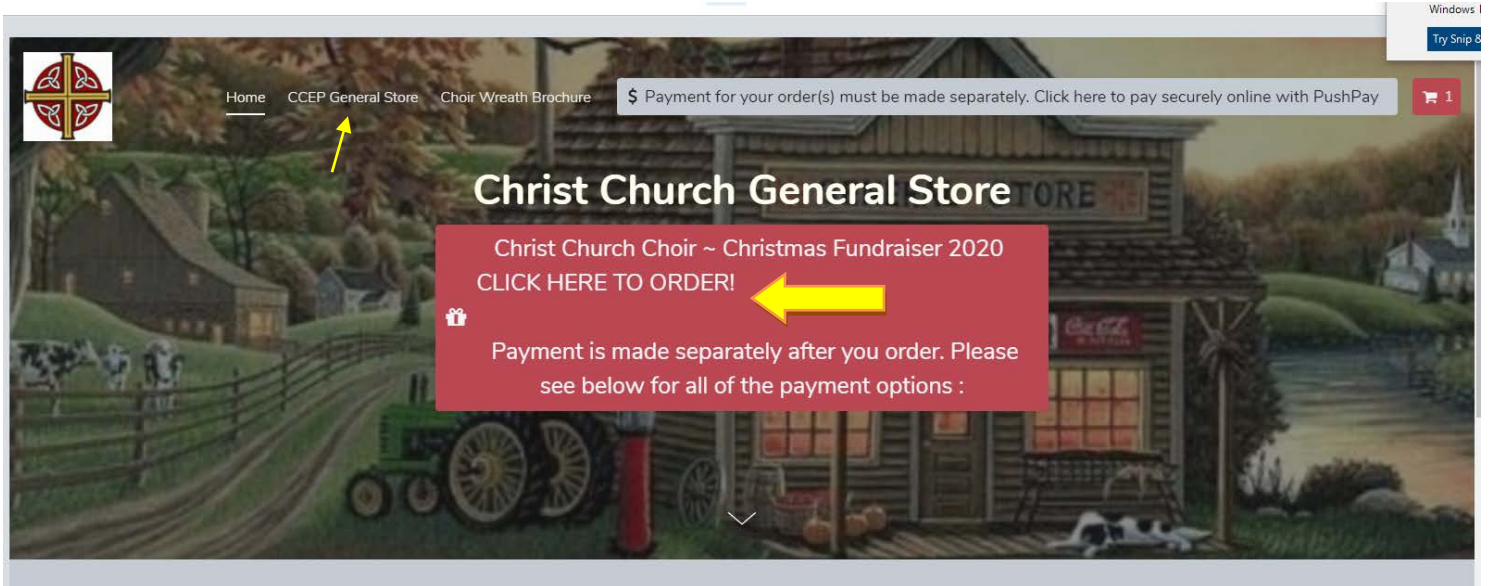 Windows
Try Snip &
Home CCEP General Store Choir Wreath Brochure $ Payment for your order(s) must be made separately. Click here to pay securely online with PushPay 1
Christ Church General Store
STORE
Christ Church Choir ~ Christmas Fundraiser 2020
CLICK HERE TO ORDER!
Coca-Cola
Payment is made separately after you order. Please
see below for all of the payment options :